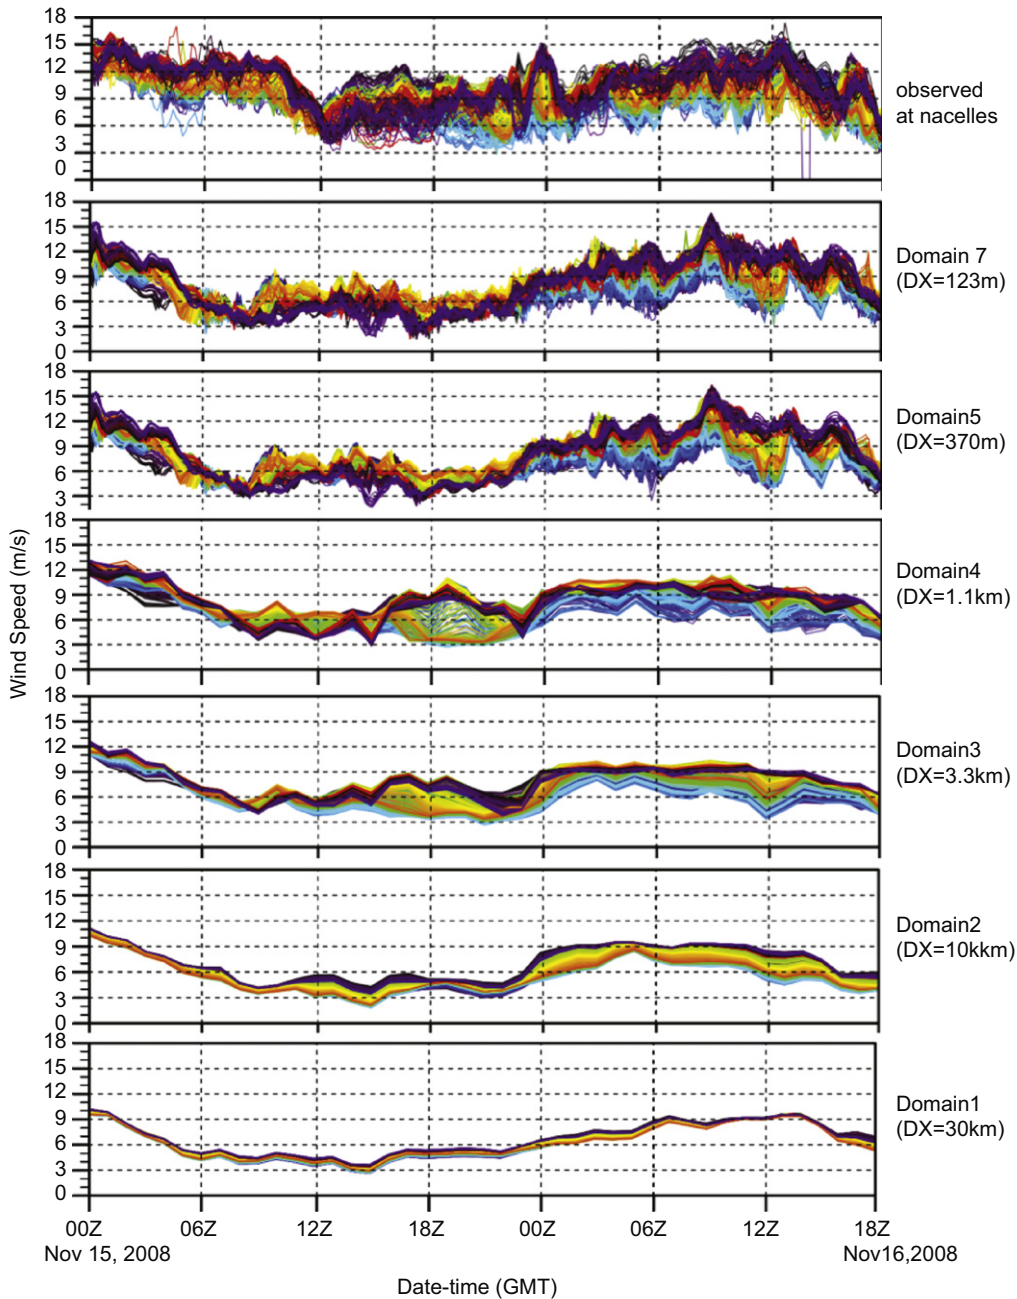 18
15
12
9
6
3
0
observed
at nacelles
18
15
12
9
6
3
0
Domain 7
(DX=123m)
18
15
12
9
6
3
Domain5
(DX=370m)
18
15
12
9
6
3
0
Domain4
(DX=1.1km)
18
15
12
9
6
3
0
Domain3
(DX=3.3km)
18
15
12
9
6
3
0
Domain2
(DX=10kkm)
18
15
12
9
6
3
0
Domain1
(DX=30km)
Wind Speed (m/s)
00Z 06Z 12Z 18Z 00Z 06Z 12Z 18Z
Nov 15, 2008 Nov16,2008
Date-time (GMT)